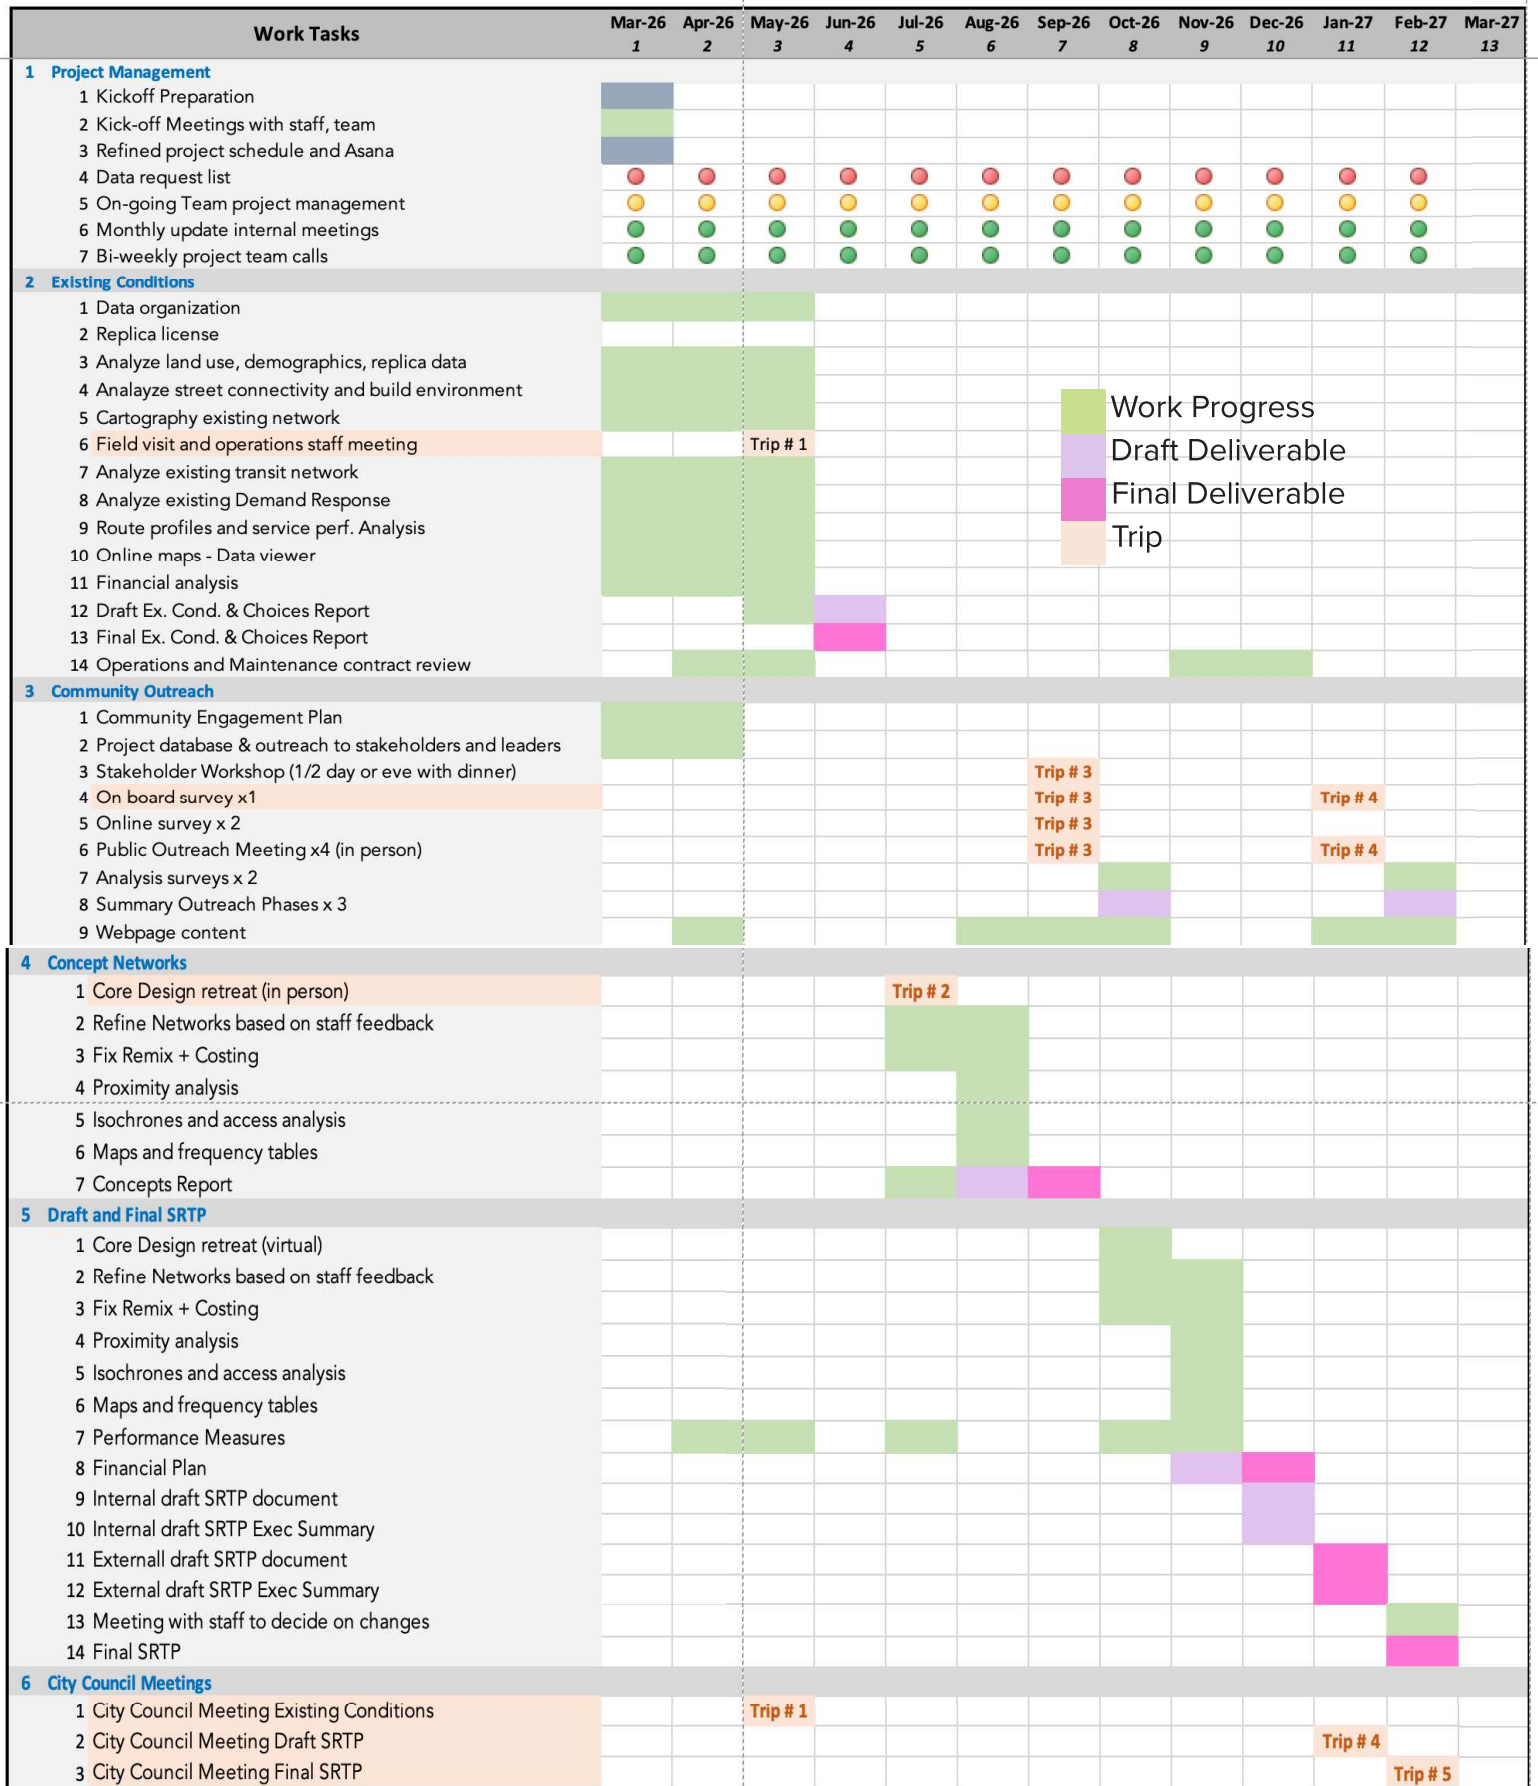 Work Tasks Mar-26 Apr-26 May-26 Jun-26 Jul-26 Aug-26 Sep-26 Oct-26 Nov-26 Dec-26 Jan-27 Feb-27 Mar-27
1 2 3 4 5 6 7 8 9 10 11 12 13
1 Project Management
1 Kickoff Preparation
2 Kick-off Meetings with staff, team
3 Refined project schedule and Asana
4 Data request list
5 On-going Team project management
6 Monthly update internal meetings
7 Bi-weekly project team calls
2 Existing Conditions
1 Data organization
2 Replica license
3 Analyze land use, demographics, replica data
4 Analayze street connectivity and build environment
Work Progress
5 Cartography existing network
6 Field visit and operations staff meeting Trip # 1
Draft Deliverable
7 Analyze existing transit network
8 Analyze existing Demand Response
Final Deliverable
9 Route profiles and service perf. Analysis
Trip
10 Online maps - Data viewer
11 Financial analysis
12 Draft Ex. Cond. & Choices Report
13 Final Ex. Cond. & Choices Report
14 Operations and Maintenance contract review
3 Community Outreach
1 Community Engagement Plan
2 Project database & outreach to stakeholders and leaders
3 Stakeholder Workshop (1/2 day or eve with dinner) Trip # 3
4 On board survey x1 Trip # 3 Trip # 4
5 Online survey x 2 Trip # 3
6 Public Outreach Meeting x4 (in person) Trip # 3 Trip # 4
7 Analysis surveys x 2
8 Summary Outreach Phases x 3
9 Webpage content
4 Concept Networks
1 Core Design retreat (in person) Trip # 2
2 Refine Networks based on staff feedback
3 Fix Remix + Costing
4 Proximity analysis
5 Isochrones and access analysis
6 Maps and frequency tables
7 Concepts Report
5 Draft and Final SRTP
1 Core Design retreat (virtual)
2 Refine Networks based on staff feedback
3 Fix Remix + Costing
4 Proximity analysis
5 Isochrones and access analysis
6 Maps and frequency tables
7 Performance Measures
8 Financial Plan
9 Internal draft SRTP document
10 Internal draft SRTP Exec Summary
11 Externall draft SRTP document
12 External draft SRTP Exec Summary
13 Meeting with staff to decide on changes
14 Final SRTP
6 City Council Meetings
1 City Council Meeting Existing Conditions Trip # 1
2 City Council Meeting Draft SRTP Trip # 4
3 City Council Meeting Final SRTP Trip # 5